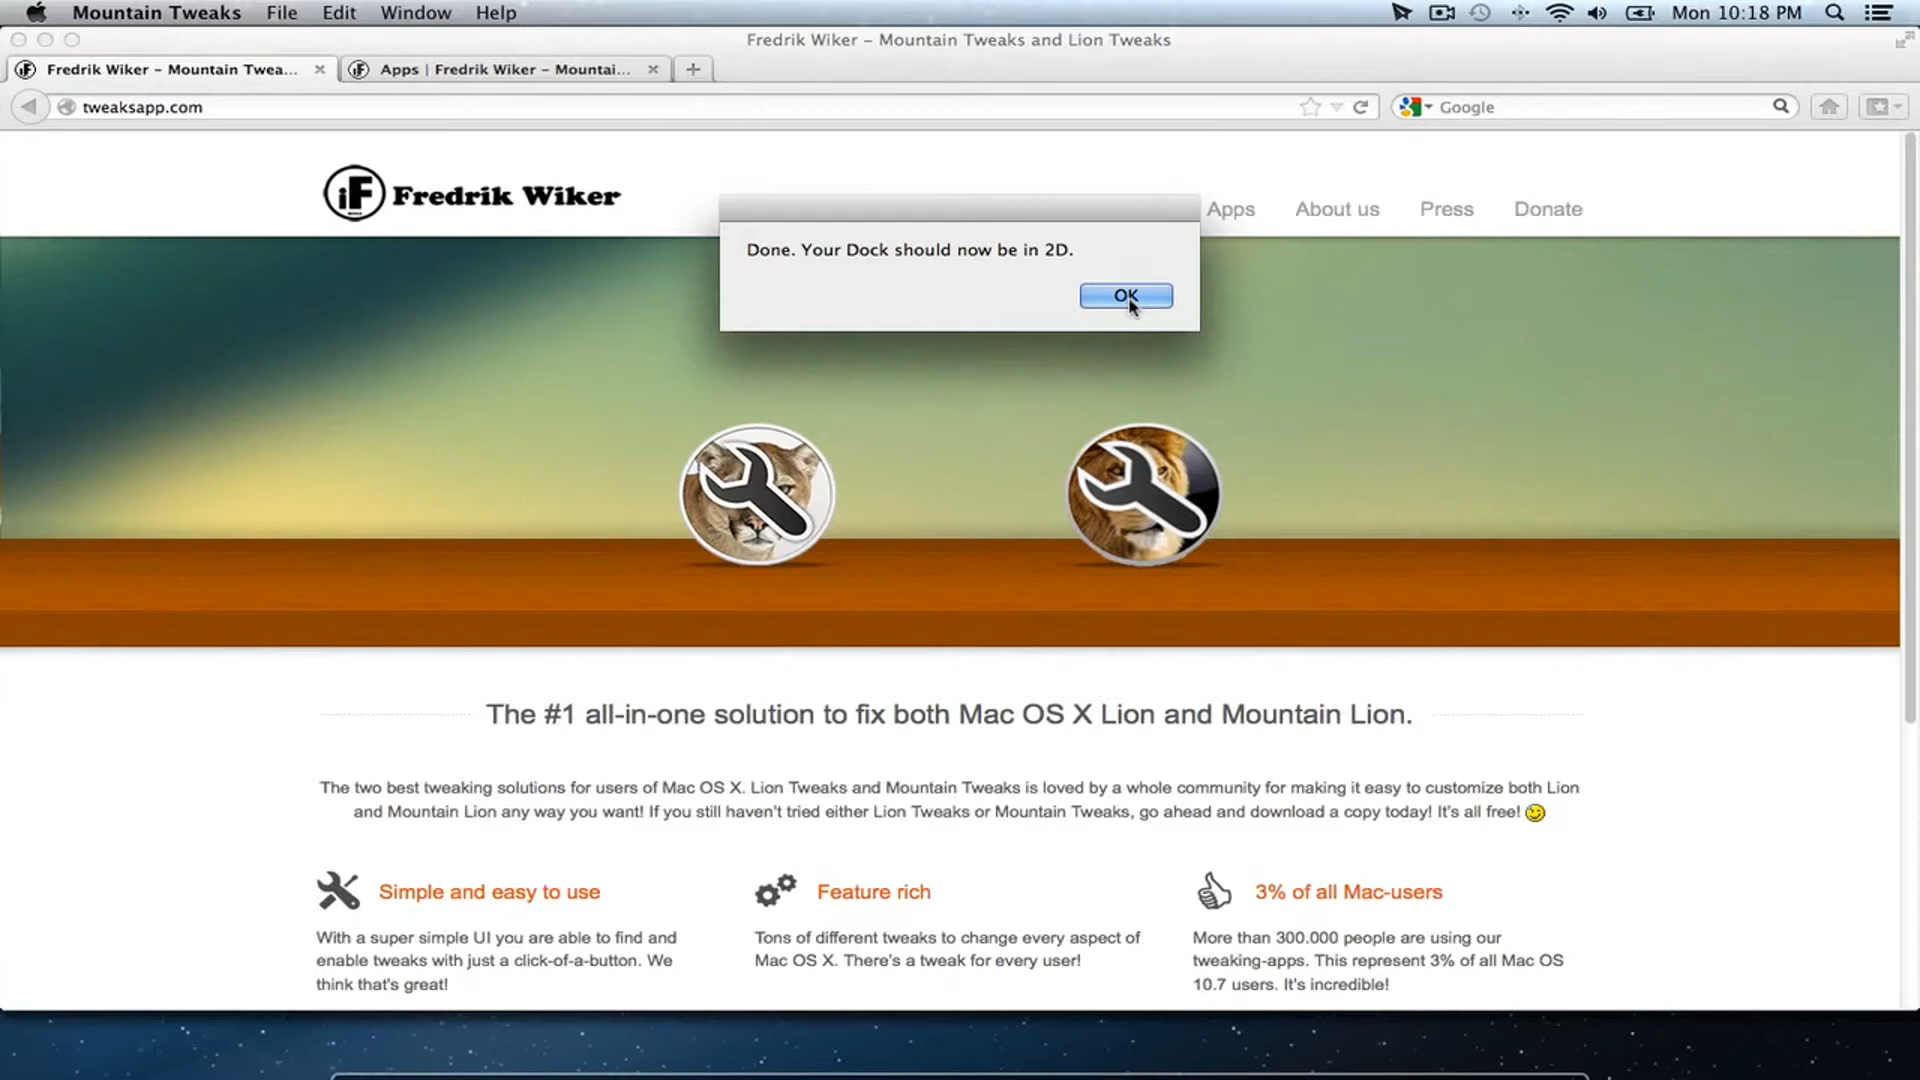 Mountain Tweaks File Edit Window Help Mon 10:18 PM
Fredrik Wiker – Mountain Tweaks and Lion Tweaks
Fredrik Wiker – Mountain Twea... Apps | Fredrik Wiker – Mountai...
tweaksapp.com Google
iF Fredrik Wiker
Apps About us Press Donate
Done. Your Dock should now be in 2D.
OK
The #1 all-in-one solution to fix both Mac OS X Lion and Mountain Lion.
The two best tweaking solutions for users of Mac OS X. Lion Tweaks and Mountain Tweaks is loved by a whole community for making it easy to customize both Lion
and Mountain Lion any way you want! If you still haven't tried either Lion Tweaks or Mountain Tweaks, go ahead and download a copy today! It's all free!
Simple and easy to use
With a super simple UI you are able to find and
enable tweaks with just a click-of-a-button. We
think that's great!
Feature rich
Tons of different tweaks to change every aspect of
Mac OS X. There's a tweak for every user!
3% of all Mac-users
More than 300.000 people are using our
tweaking-apps. This represent 3% of all Mac OS
10.7 users. It's incredible!